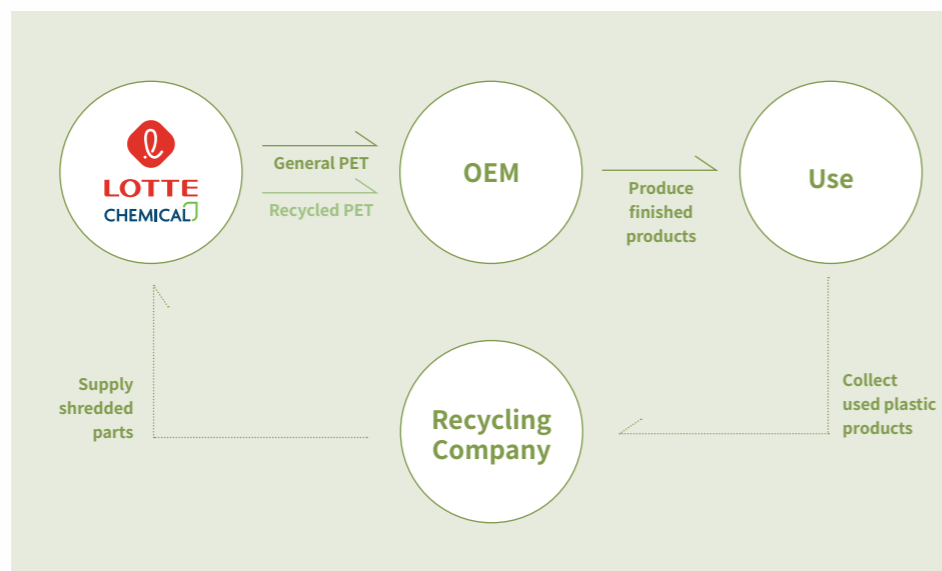 LOTTE
CHEMICAL
General PET
Recycled PET
OEM
Produce
finished
products
Use
Supply
shredded
parts
Recycling
Company
Collect
used plastic
products